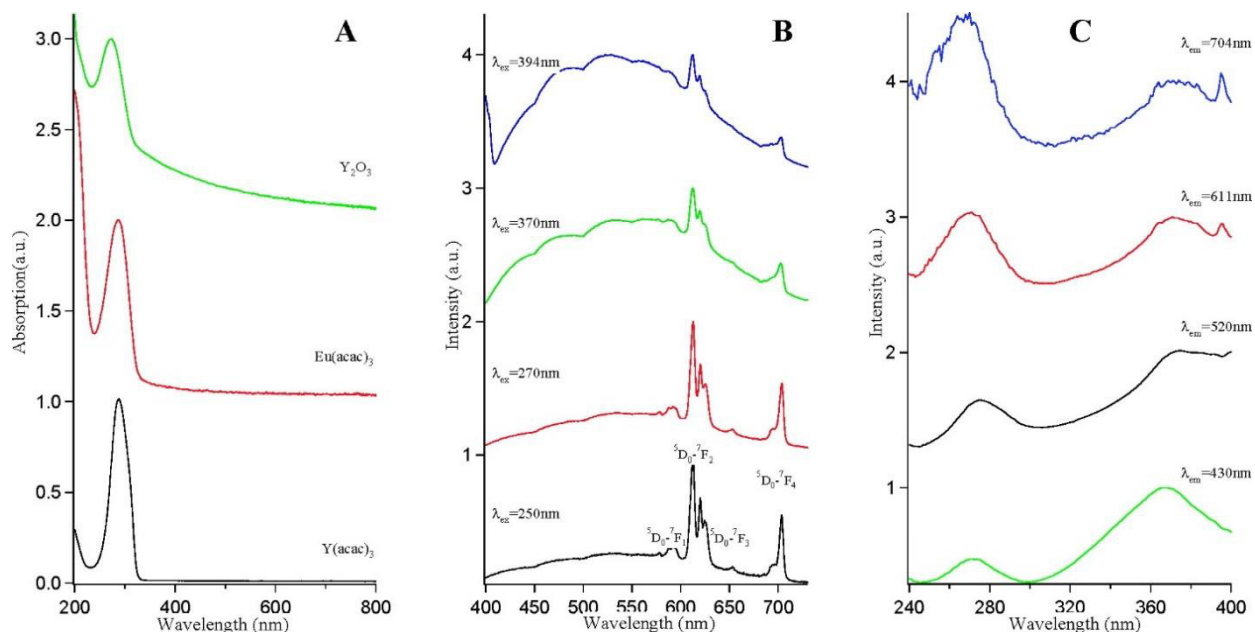 A
Absorption(a.u.)
3.0
2.5
2.0
1.5
1.0
0.5
0.0
Y₂O₃
Eu(acac)₃
Y(acac)₃
200 400 600 800
Wavelength (nm)
B
Intensity (a.u.)
4
3
2
1
λex=394nm
λex=370nm
λex=270nm
λex=250nm
⁵D₀-⁷F₂
⁵D₀-⁷F₄
⁵D₀-⁷F₁
⁵D₀-⁷F₃
400 450 500 550 600 650 700
Wavelength (nm)
C
Intensity (a.u.)
4
3
2
1
λem=704nm
λem=611nm
λem=520nm
λem=430nm
240 280 320 360 400
Wavelength (nm)